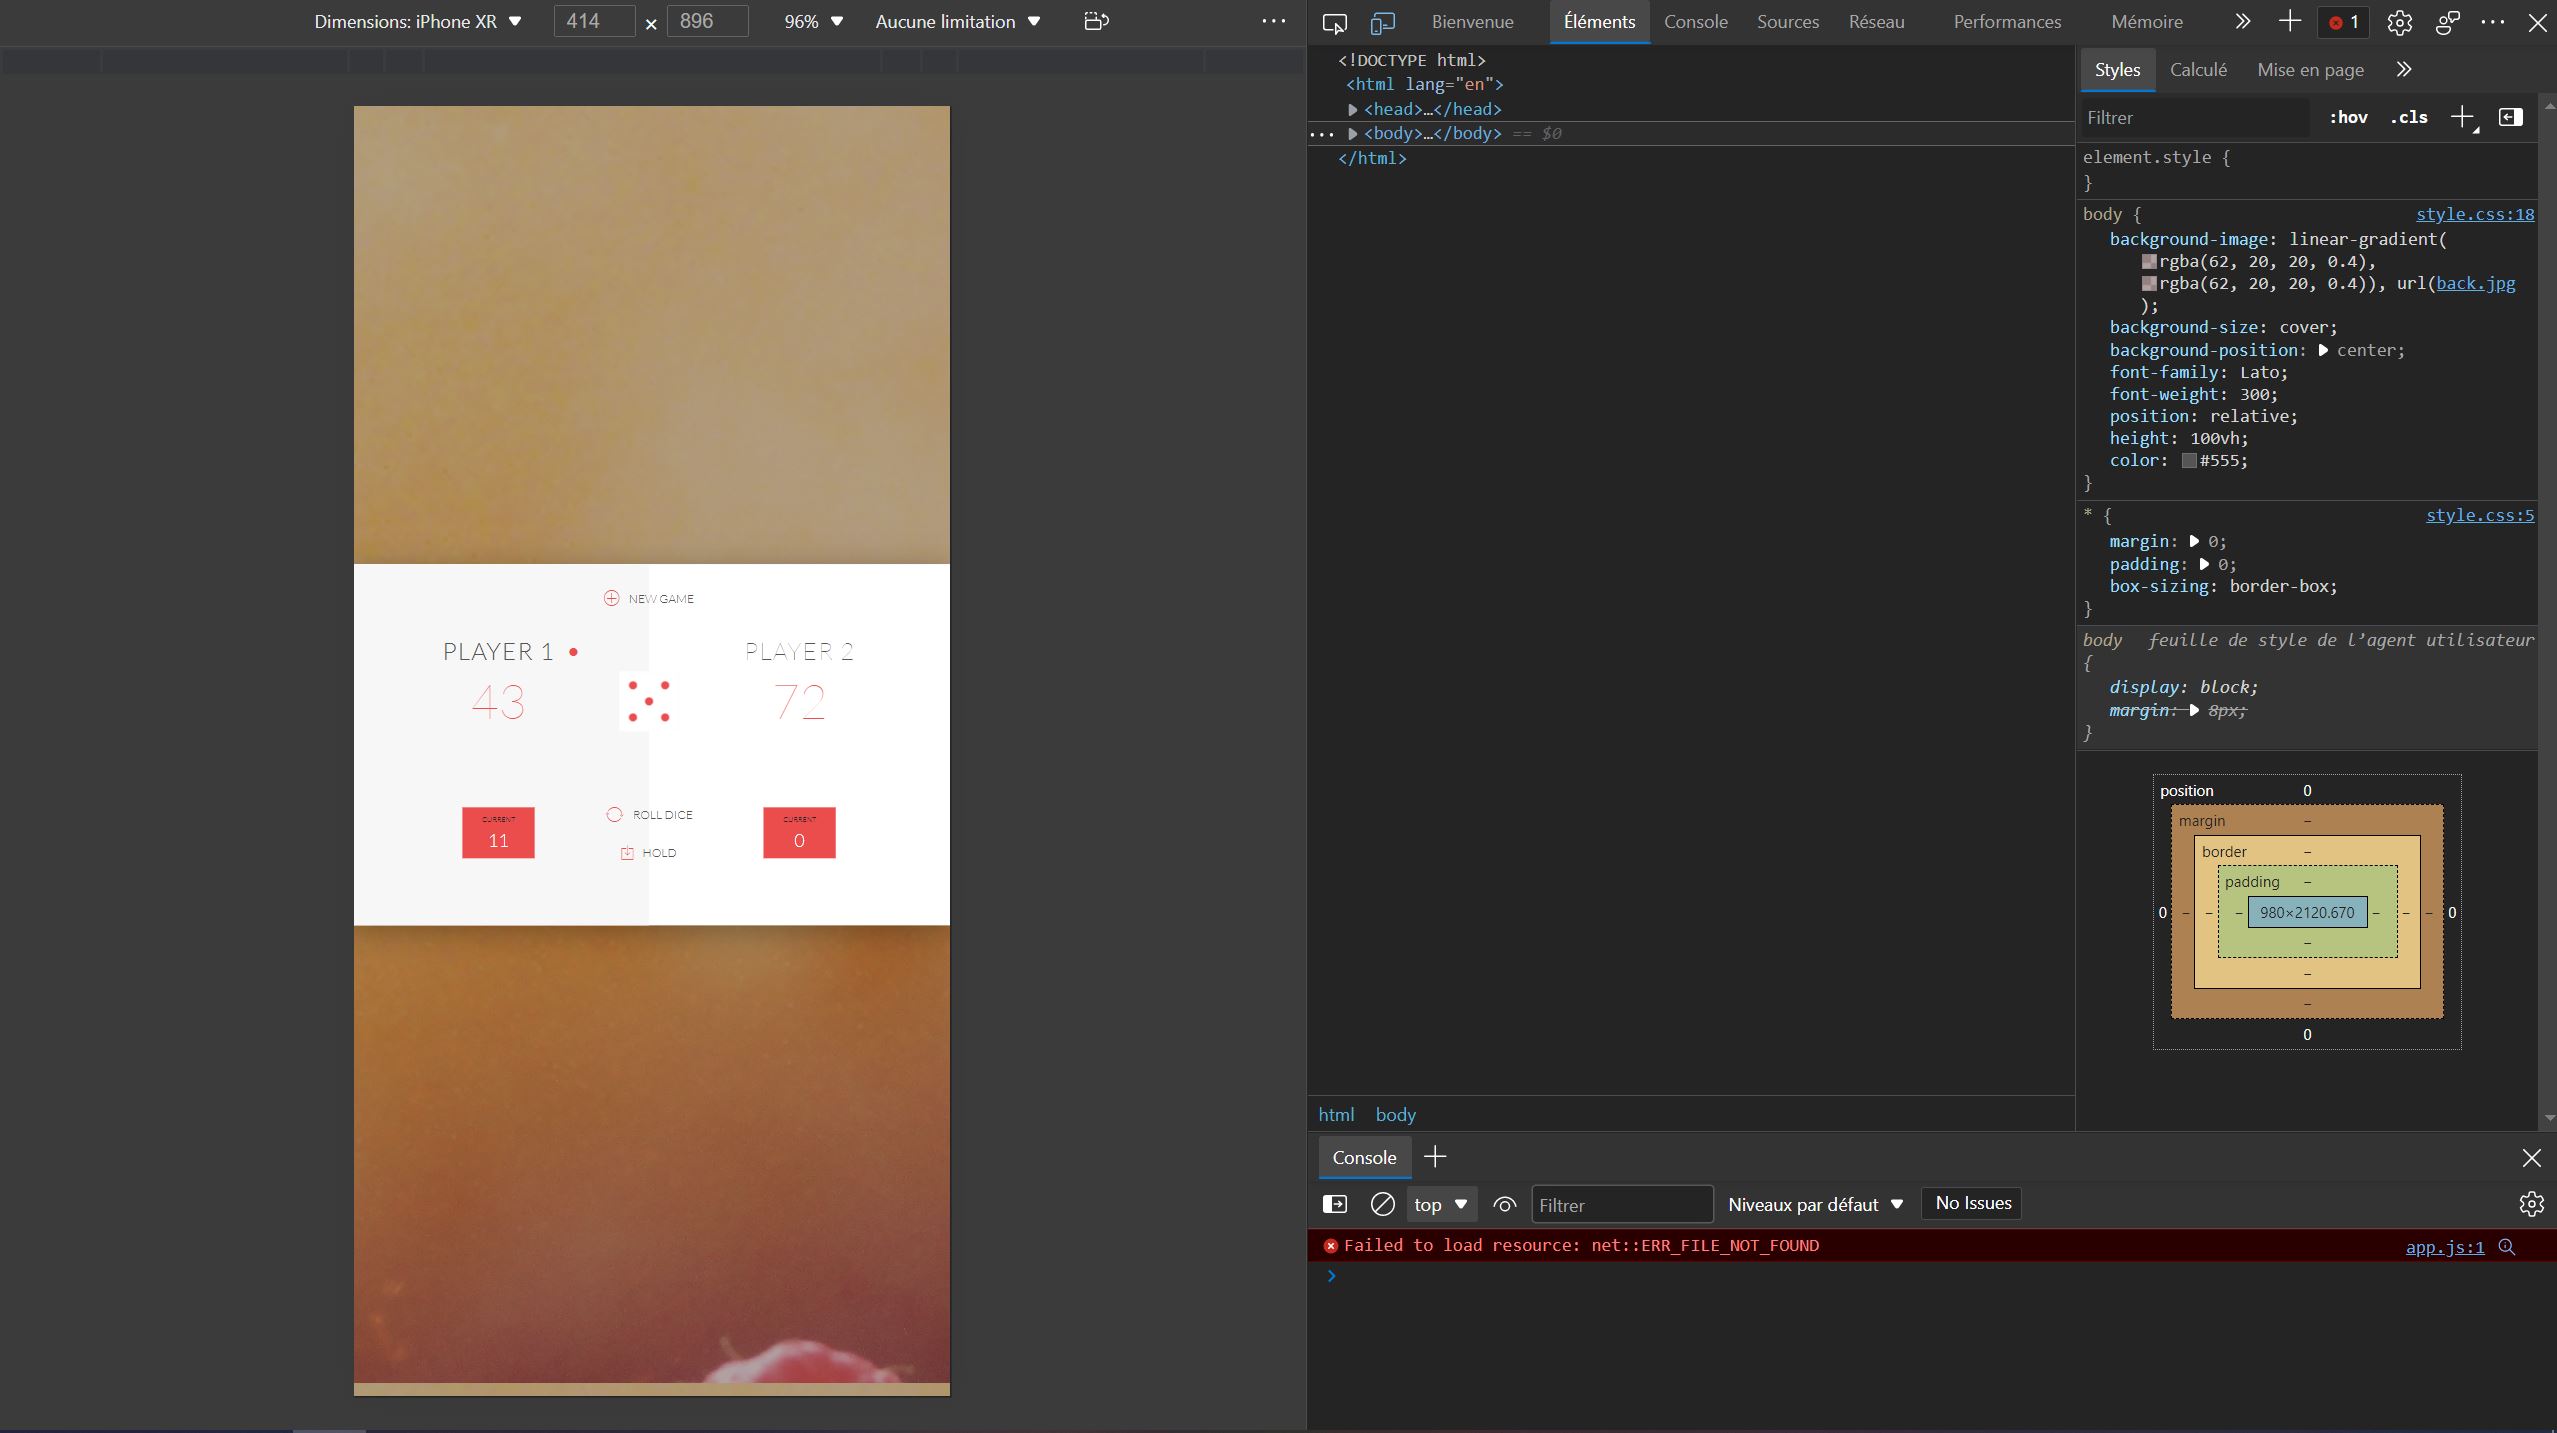 Dimensions: iPhone XR 414 × 896 96% Aucune limitation
NEW GAME
PLAYER 1
43
PLAYER 2
72
CURRENT
11
ROLL DICE
HOLD
CURRENT
0
Bienvenue Éléments Console Sources Réseau Performances Mémoire 1
<!DOCTYPE html>
<html lang="en">
<head>…</head>
<body>…</body> == $0
</html>
html body
Styles Calculé Mise en page
Filtrer :hov .cls
element.style {
}
body { style.css:18
background-image: linear-gradient(
rgba(62, 20, 20, 0.4),
rgba(62, 20, 20, 0.4)), url(back.jpg
);
background-size: cover;
background-position: center;
font-family: Lato;
font-weight: 300;
position: relative;
height: 100vh;
color: #555;
}
* { style.css:5
margin: 0;
padding: 0;
box-sizing: border-box;
}
body feuille de style de l’agent utilisateur
{
display: block;
margin: 8px;
}
position 0
margin –
border –
padding –
0 – – – 980×2120.670 – – – 0
–
–
–
0
Console
top Filtrer Niveaux par défaut No Issues
Failed to load resource: net::ERR_FILE_NOT_FOUND app.js:1